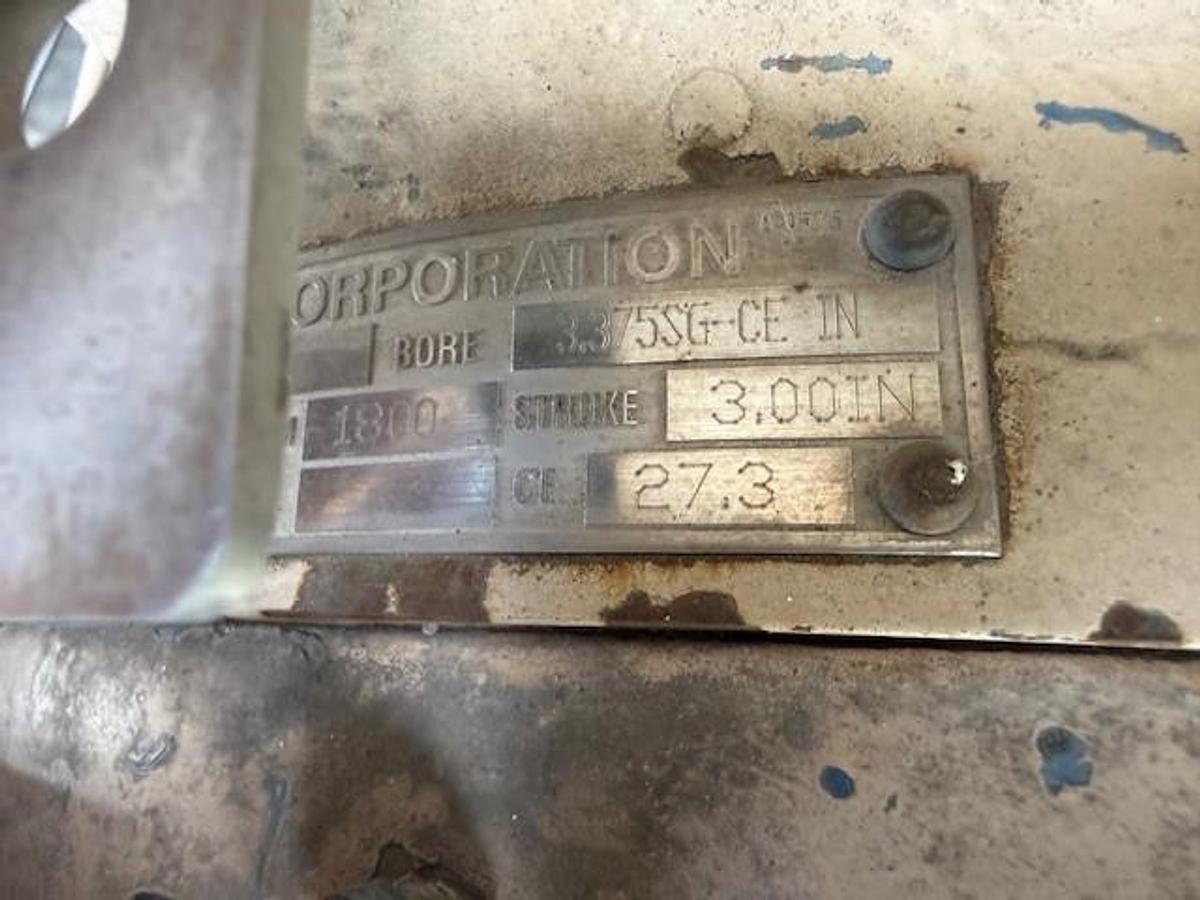 ORPORATION
BORE 3.375SG-CE IN
1800 STROKE 3.00IN
CE 27.3